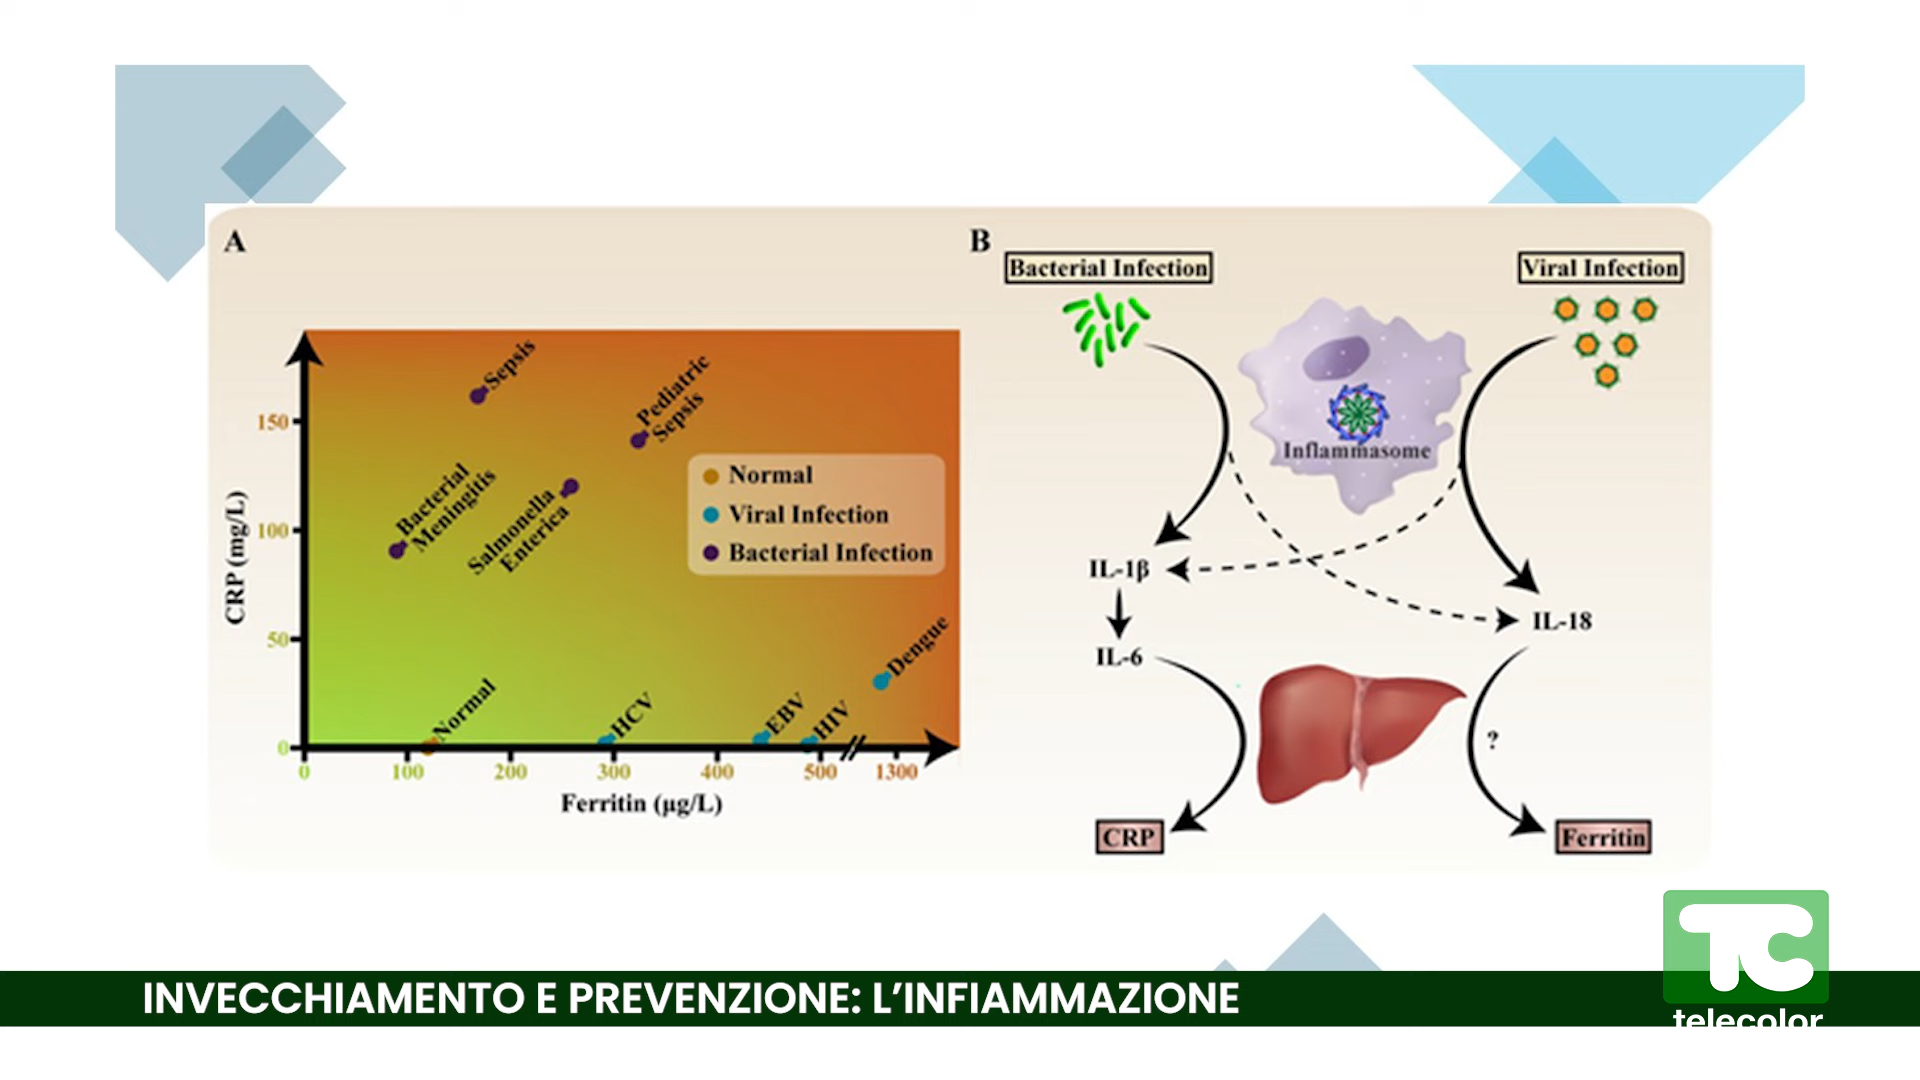 A
Sepsis
Pediatric
Sepsis
150
Bacterial
Meningitis
Salmonella
Enterica
Normal
Viral Infection
Bacterial Infection
100
CRP (mg/L)
50
Dengue
Normal
HCV
EBV
HIV
0
0 100 200 300 400 500 1300
Ferritin (µg/L)
B
Bacterial Infection
Viral Infection
Inflammasome
IL-1β
IL-18
IL-6
?
CRP
Ferritin
INVECCHIAMENTO E PREVENZIONE: L’INFIAMMAZIONE
TC
telecolor